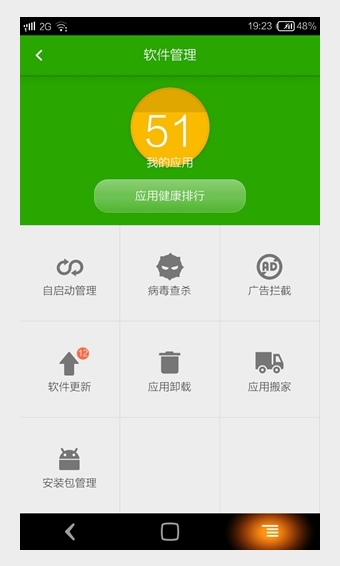 2G 19:23 48%
软件管理
51
我的应用
应用健康排行
AD
自启动管理 病毒查杀 广告拦截
12
软件更新 应用卸载 应用搬家
安装包管理